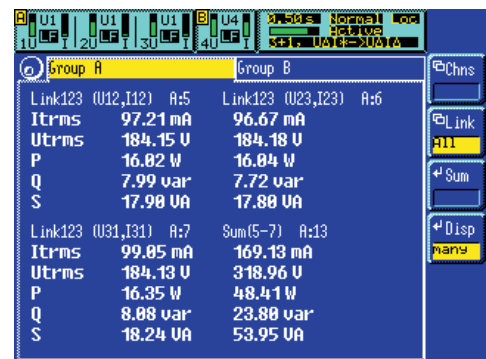 A U1 U1 U1 B U4 0.50s Normal Loc
LF LF LF LF Active
1U I 2U I 3U I 4U I S+1, UΔI*->UΔIΔ
Group A Group B
Link123 (U12,I12) A:5 Link123 (U23,I23) A:6
Itrms 97.21 mA 96.67 mA
Utrms 184.15 V 184.18 V
P 16.02 W 16.04 W
Q 7.99 var 7.72 var
S 17.90 VA 17.80 VA
Link123 (U31,I31) A:7 Sum(5-7) A:13
Itrms 99.05 mA 169.13 mA
Utrms 184.13 V 318.96 V
P 16.35 W 48.41 W
Q 8.08 var 23.80 var
S 18.24 VA 53.95 VA
Chns
Link
All
Sum
Disp
many